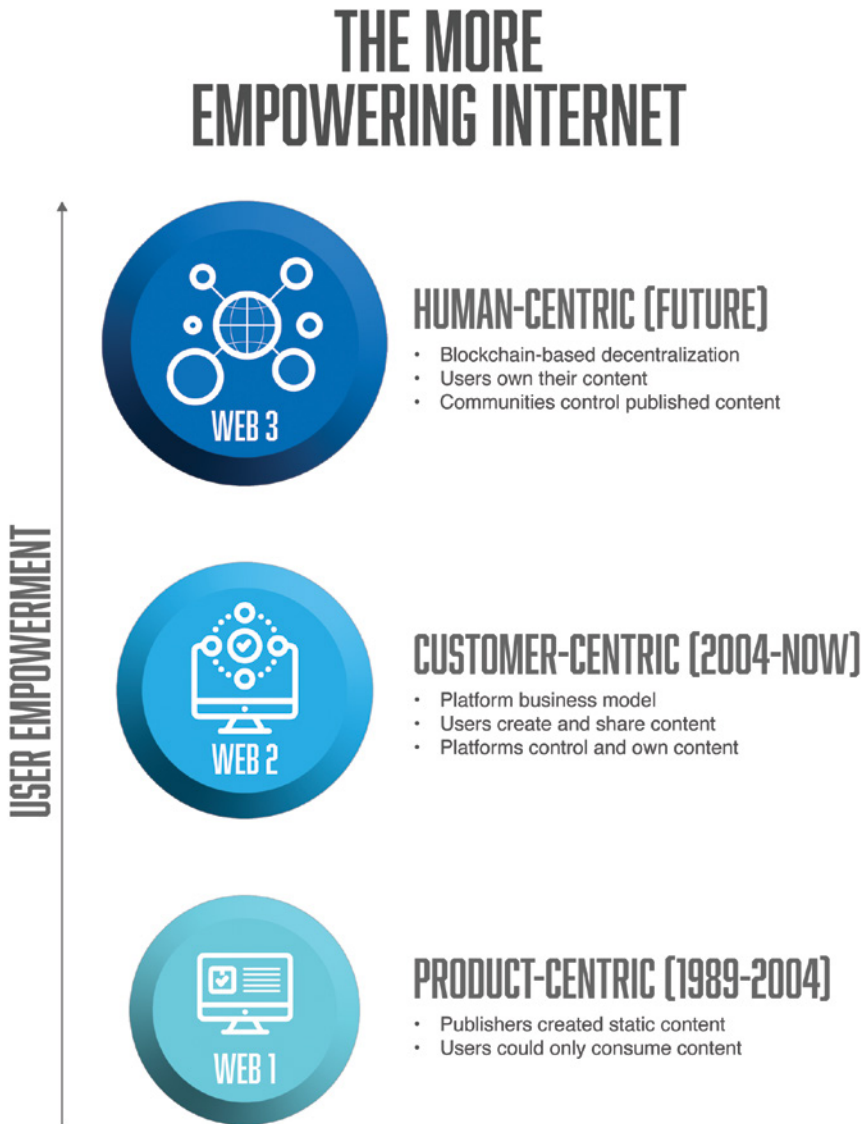 THE MORE
EMPOWERING INTERNET
USER EMPOWERMENT
WEB 3
HUMAN-CENTRIC (FUTURE)
• Blockchain-based decentralization
• Users own their content
• Communities control published content
WEB 2
CUSTOMER-CENTRIC (2004-NOW)
• Platform business model
• Users create and share content
• Platforms control and own content
WEB 1
PRODUCT-CENTRIC (1989-2004)
• Publishers created static content
• Users could only consume content